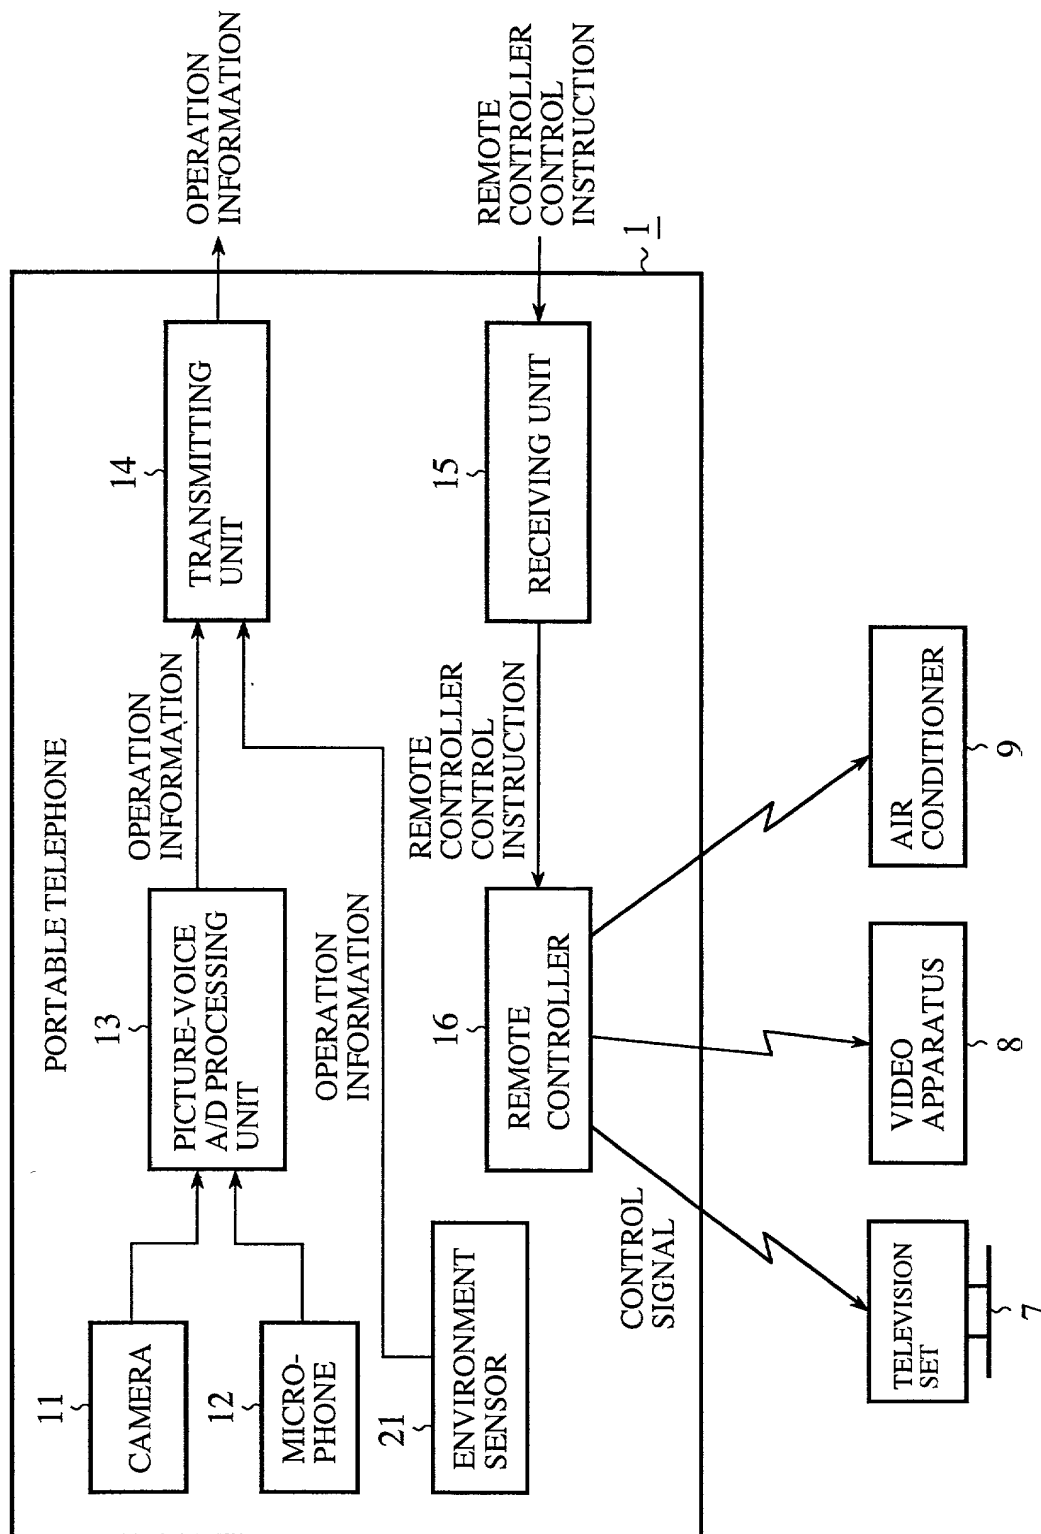 PORTABLE TELEPHONE
11
CAMERA
12
MICRO-
PHONE
13
PICTURE-VOICE
A/D PROCESSING
UNIT
OPERATION
INFORMATION
14
TRANSMITTING
UNIT
OPERATION
INFORMATION
21
ENVIRONMENT
SENSOR
OPERATION
INFORMATION
16
REMOTE
CONTROLLER
REMOTE
CONTROLLER
CONTROL
INSTRUCTION
15
RECEIVING UNIT
REMOTE
CONTROLLER
CONTROL
INSTRUCTION
1
CONTROL
SIGNAL
TELEVISION
SET
7
VIDEO
APPARATUS
8
AIR
CONDITIONER
9